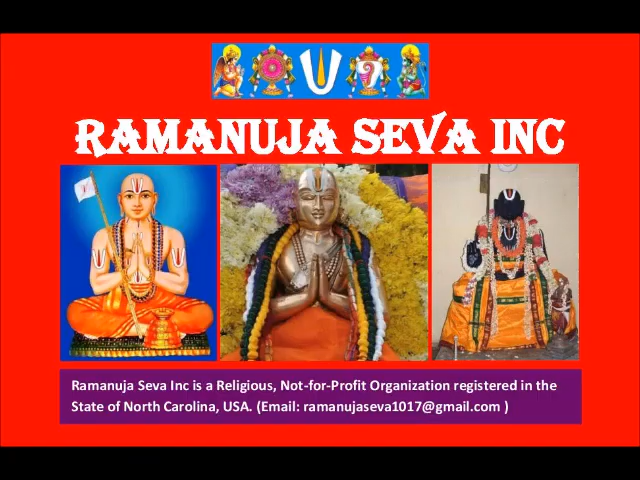 RAMANUJA SEVA INC
Ramanuja Seva Inc is a Religious, Not-for-Profit Organization registered in the
State of North Carolina, USA. (Email: ramanujaseva1017@gmail.com )